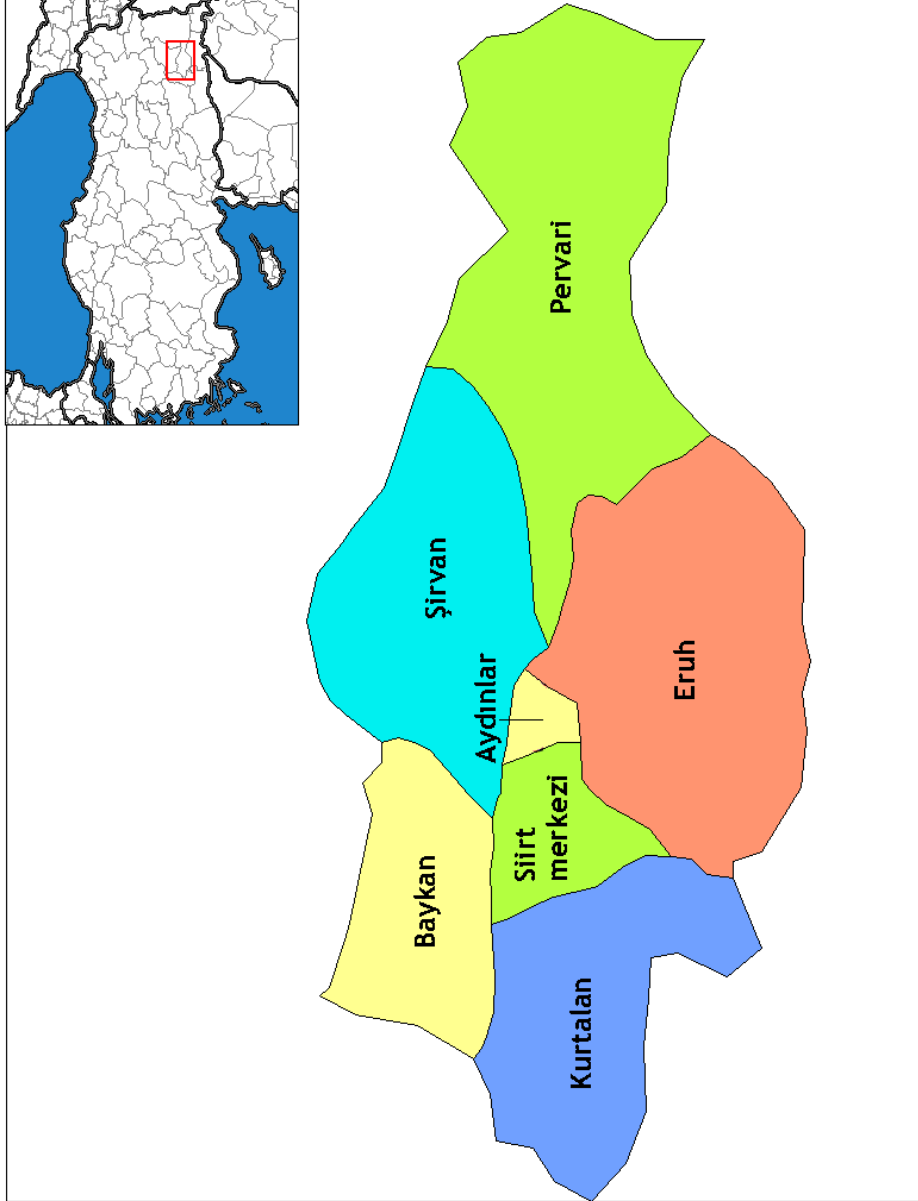 Pervari
Şirvan
Aydınlar
Eruh
Siirt
merkezi
Baykan
Kurtalan